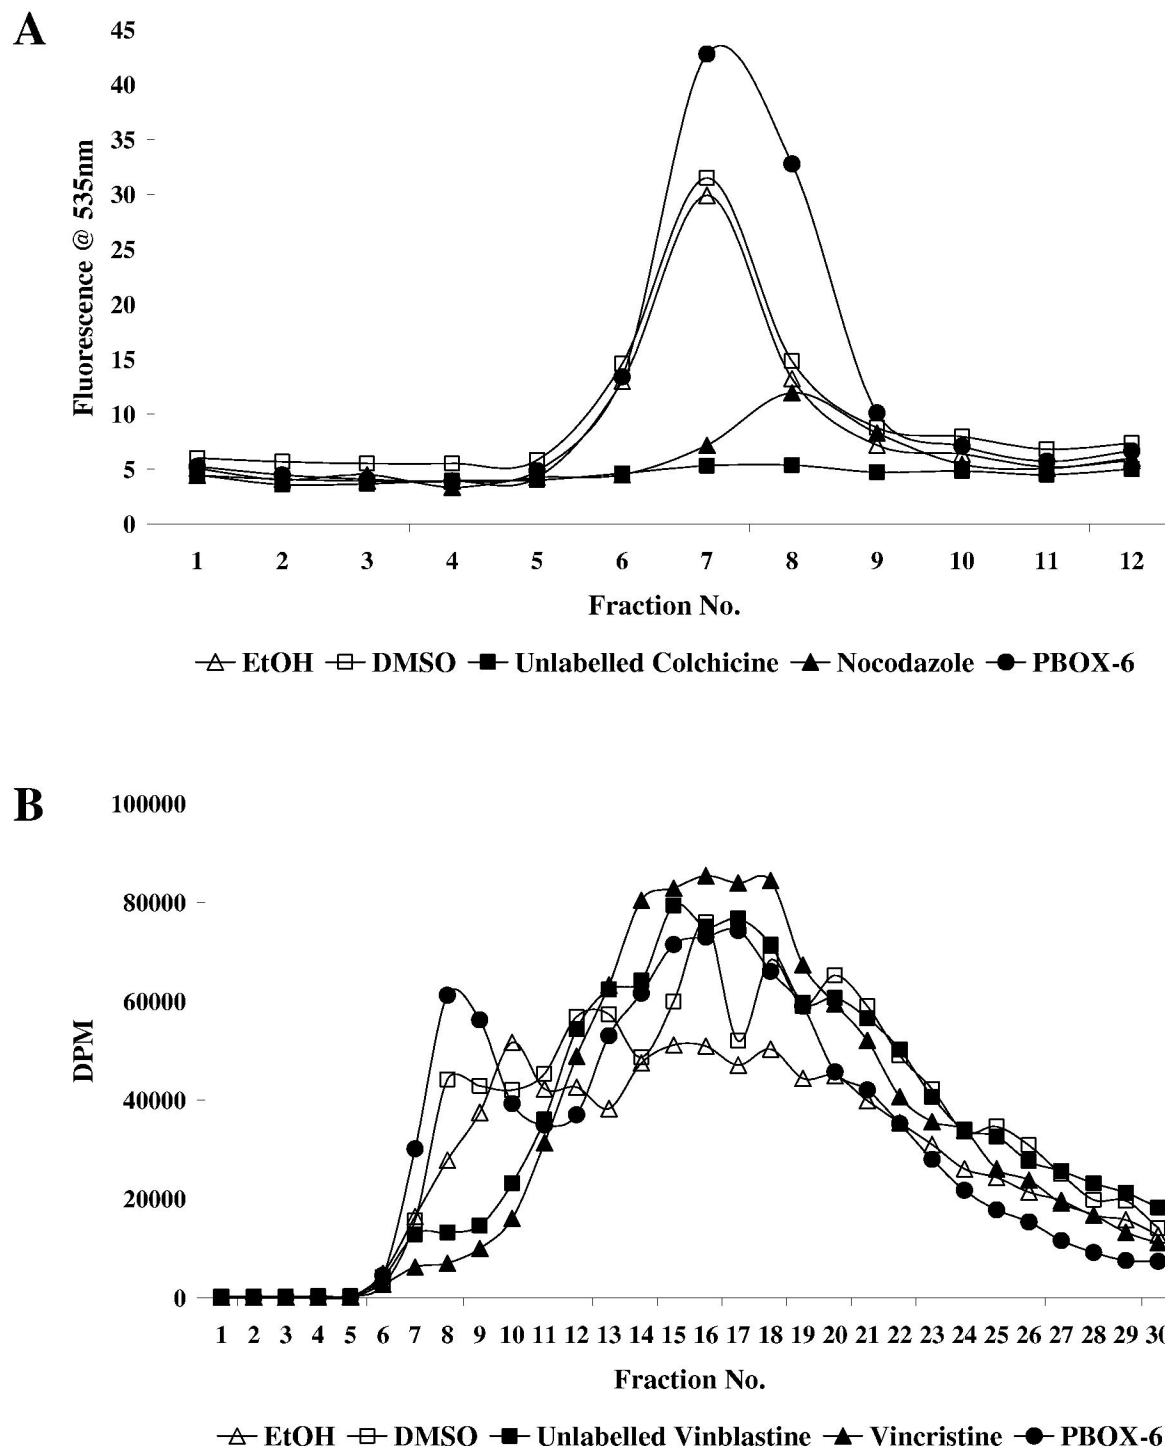 A
45
40
35
30
25
20
15
10
5
0
Fluorescence @ 535nm
1 2 3 4 5 6 7 8 9 10 11 12
Fraction No.
EtOH DMSO Unlabelled Colchicine Nocodazole PBOX-6
B
100000
80000
60000
40000
20000
0
DPM
1 2 3 4 5 6 7 8 9 10 11 12 13 14 15 16 17 18 19 20 21 22 23 24 25 26 27 28 29 30
Fraction No.
EtOH DMSO Unlabelled Vinblastine Vincristine PBOX-6